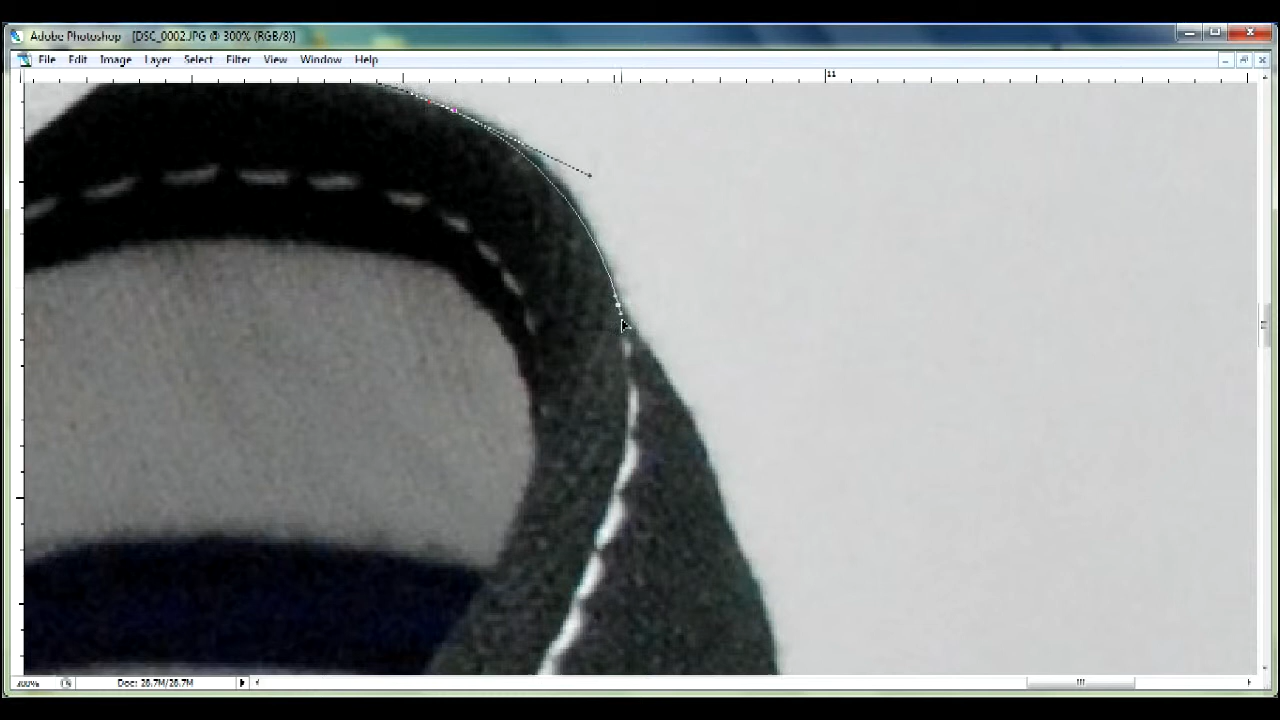 Adobe Photoshop - [DSC_0002.JPG @ 300% (RGB/8)]
File Edit Image Layer Select Filter View Window Help
11
300% Doc: 28.7M/28.7M